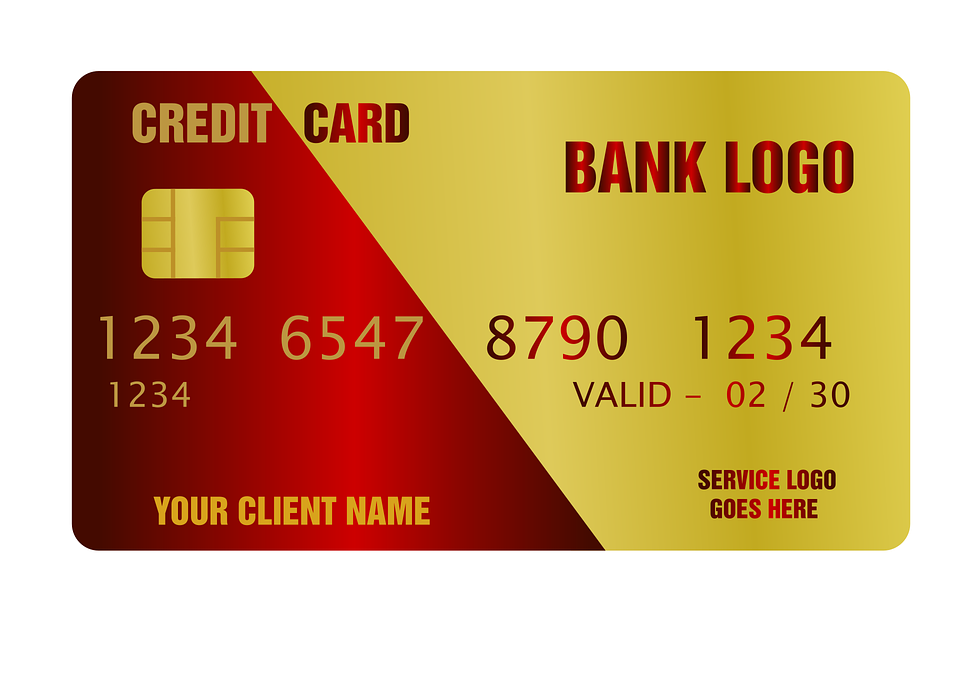 CREDIT CARD
BANK LOGO
1234 6547 8790 1234
1234
VALID - 02 / 30
SERVICE LOGO
GOES HERE
YOUR CLIENT NAME